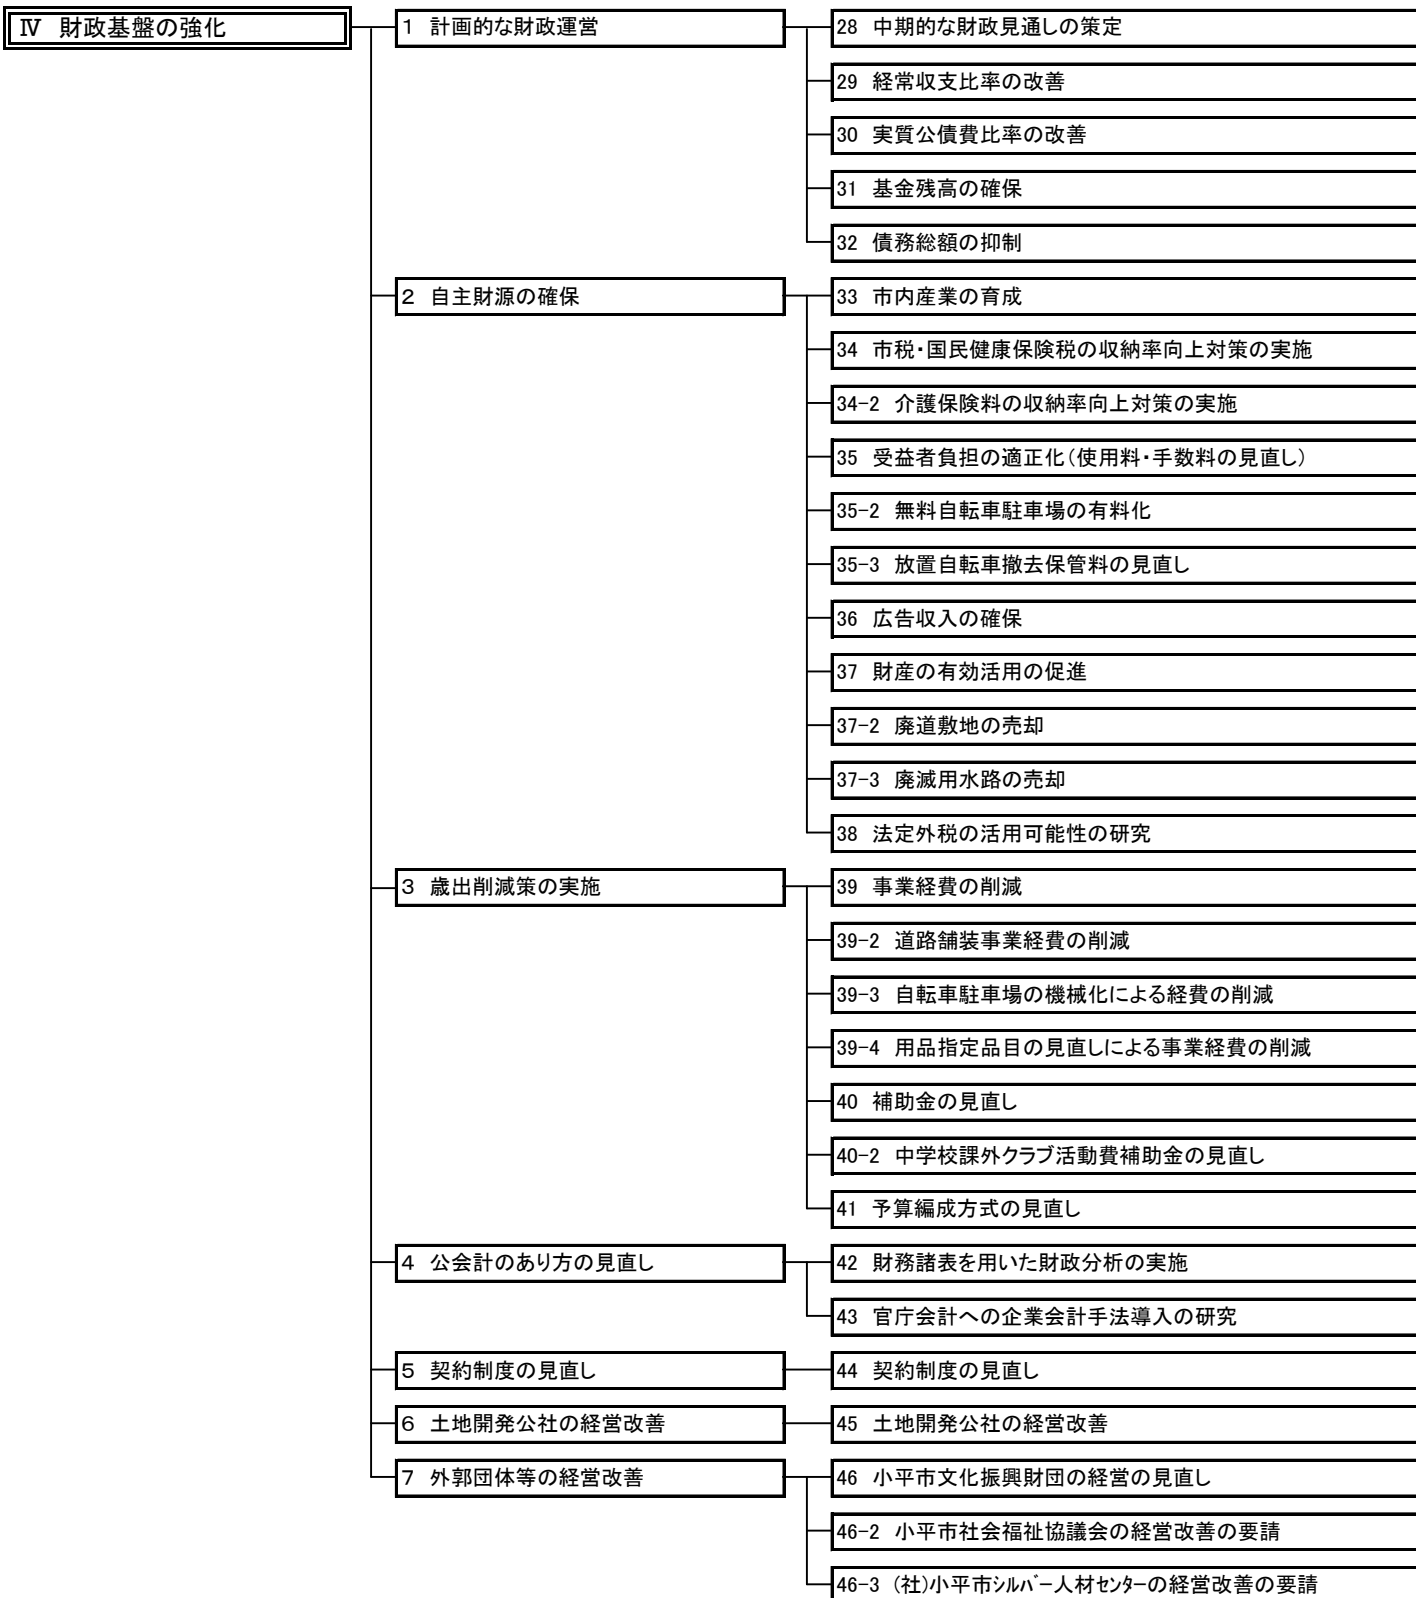 Ⅳ 財政基盤の強化
1 計画的な財政運営
28 中期的な財政見通しの策定
29 経常収支比率の改善
30 実質公債費比率の改善
31 基金残高の確保
32 債務総額の抑制
2 自主財源の確保
33 市内産業の育成
34 市税・国民健康保険税の収納率向上対策の実施
34-2 介護保険料の収納率向上対策の実施
35 受益者負担の適正化(使用料・手数料の見直し)
35-2 無料自転車駐車場の有料化
35-3 放置自転車撤去保管料の見直し
36 広告収入の確保
37 財産の有効活用の促進
37-2 廃道敷地の売却
37-3 廃滅用水路の売却
38 法定外税の活用可能性の研究
3 歳出削減策の実施
39 事業経費の削減
39-2 道路舗装事業経費の削減
39-3 自転車駐車場の機械化による経費の削減
39-4 用品指定品目の見直しによる事業経費の削減
40 補助金の見直し
40-2 中学校課外クラブ活動費補助金の見直し
41 予算編成方式の見直し
4 公会計のあり方の見直し
42 財務諸表を用いた財政分析の実施
43 官庁会計への企業会計手法導入の研究
5 契約制度の見直し
44 契約制度の見直し
6 土地開発公社の経営改善
45 土地開発公社の経営改善
7 外郭団体等の経営改善
46 小平市文化振興財団の経営の見直し
46-2 小平市社会福祉協議会の経営改善の要請
46-3 (社)小平市ｼﾙﾊﾞｰ人材ｾﾝﾀｰの経営改善の要請